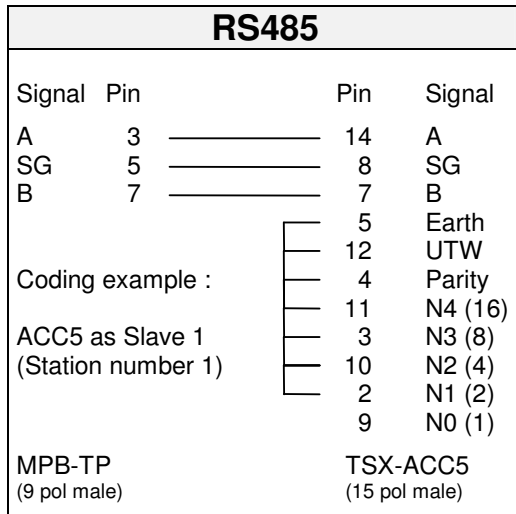 RS485
Signal Pin Pin Signal
A 3 14 A
SG 5 8 SG
B 7 7 B
5 Earth
12 UTW
Coding example : 4 Parity
11 N4 (16)
ACC5 as Slave 1 3 N3 (8)
(Station number 1) 10 N2 (4)
2 N1 (2)
9 N0 (1)
MPB-TP TSX-ACC5
(9 pol male) (15 pol male)